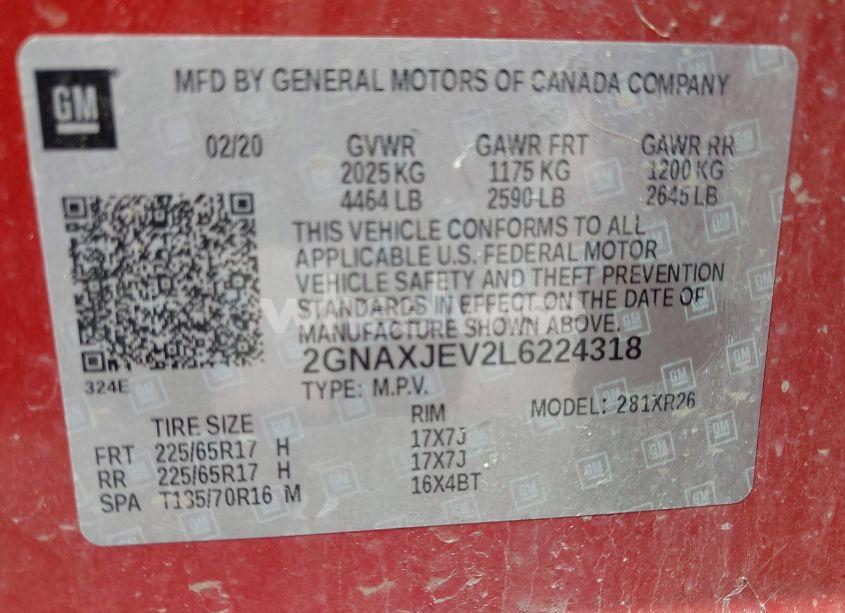 GM
MFD BY GENERAL MOTORS OF CANADA COMPANY
02/20 GVWR GAWR FRT GAWR RR
2025 KG 1175 KG 1200 KG
4464 LB 2590 LB 2645 LB
THIS VEHICLE CONFORMS TO ALL
APPLICABLE U.S. FEDERAL MOTOR
VEHICLE SAFETY AND THEFT PREVENTION
STANDARDS IN EFFECT ON THE DATE OF
MANUFACTURE SHOWN ABOVE.
2GNAXJEV2L6224318
324E
TYPE: M.P.V.
MODEL: 281XR26
TIRE SIZE RIM
FRT 225/65R17 H 17X7J
RR 225/65R17 H 17X7J
SPA T135/70R16 M 16X4BT